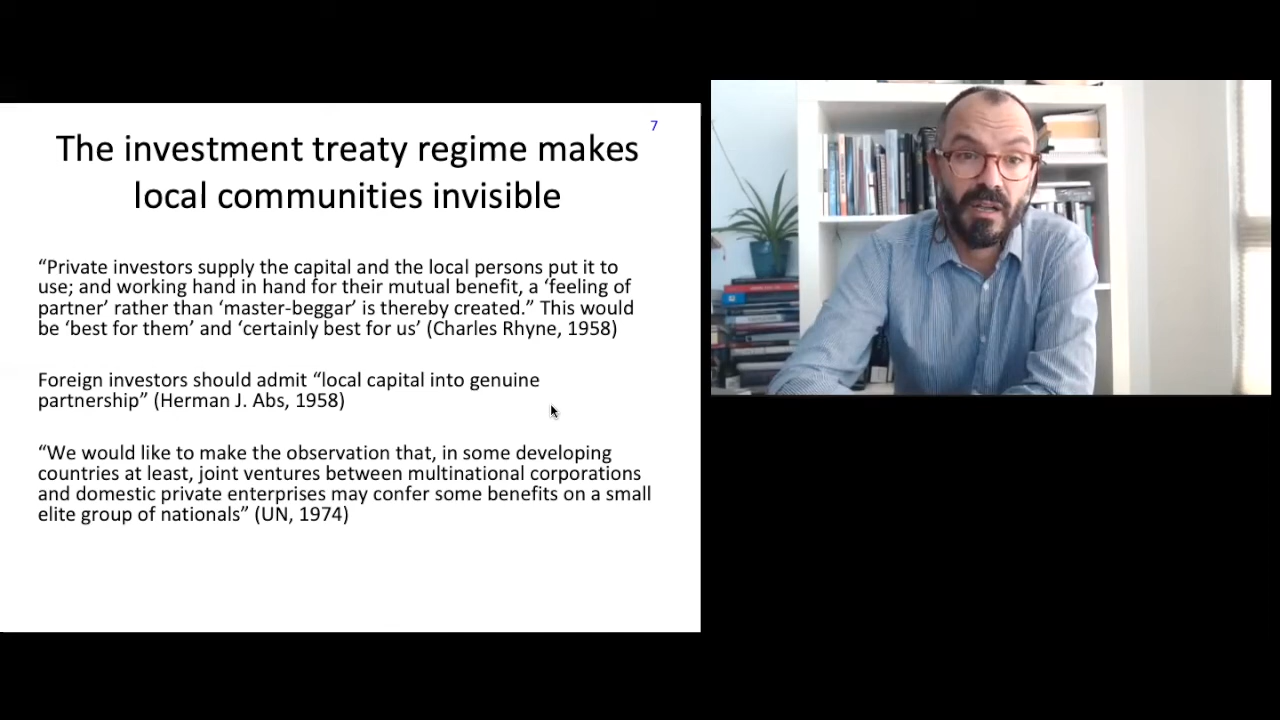 7
The investment treaty regime makes
local communities invisible
“Private investors supply the capital and the local persons put it to
use; and working hand in hand for their mutual benefit, a ‘feeling of
partner’ rather than ‘master-beggar’ is thereby created.” This would
be ‘best for them’ and ‘certainly best for us’ (Charles Rhyne, 1958)
Foreign investors should admit “local capital into genuine
partnership” (Herman J. Abs, 1958)
“We would like to make the observation that, in some developing
countries at least, joint ventures between multinational corporations
and domestic private enterprises may confer some benefits on a small
elite group of nationals” (UN, 1974)